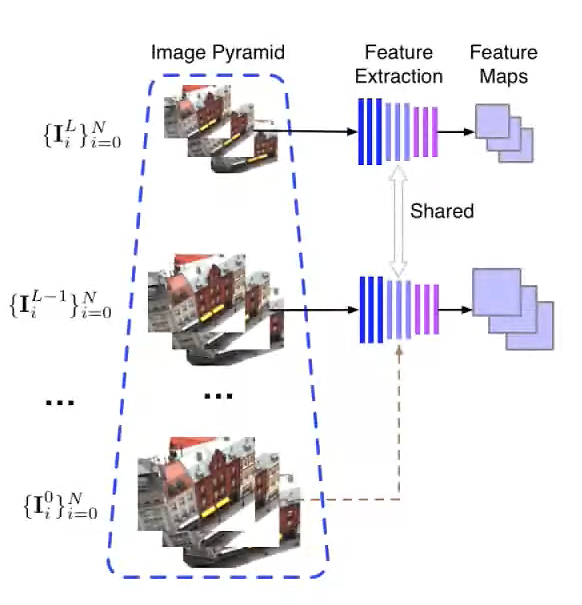 Image Pyramid
Feature Extraction
Feature Maps
{I_i^L}_{i=0}^N
Shared
{I_i^{L-1}}_{i=0}^N
...
...
{I_i^0}_{i=0}^N